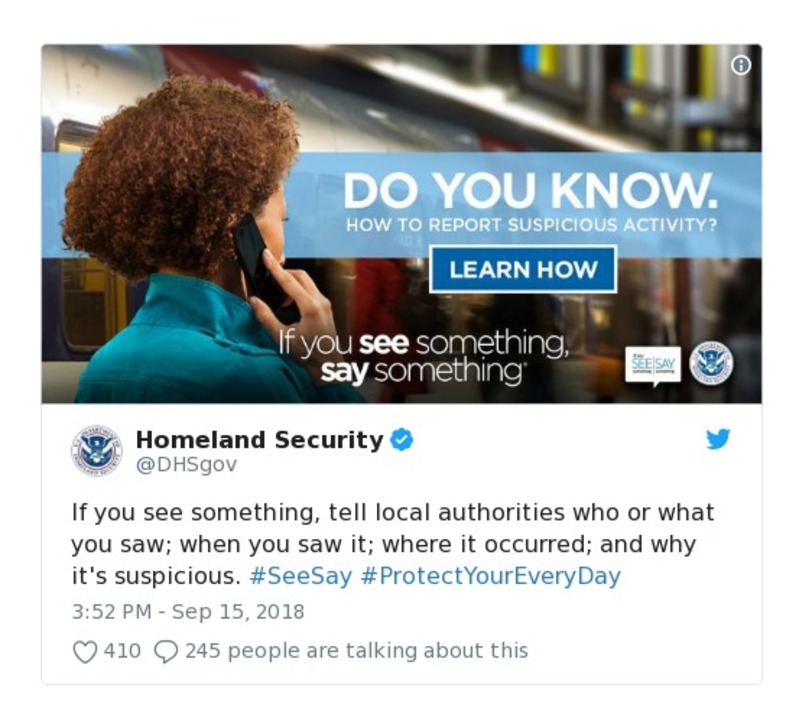 DO YOU KNOW.
HOW TO REPORT SUSPICIOUS ACTIVITY?
LEARN HOW
If you see something,
say something®
SEE SAY
Homeland Security
@DHSgov
If you see something, tell local authorities who or what
you saw; when you saw it; where it occurred; and why
it's suspicious. #SeeSay #ProtectYourEveryDay
3:52 PM - Sep 15, 2018
410 245 people are talking about this